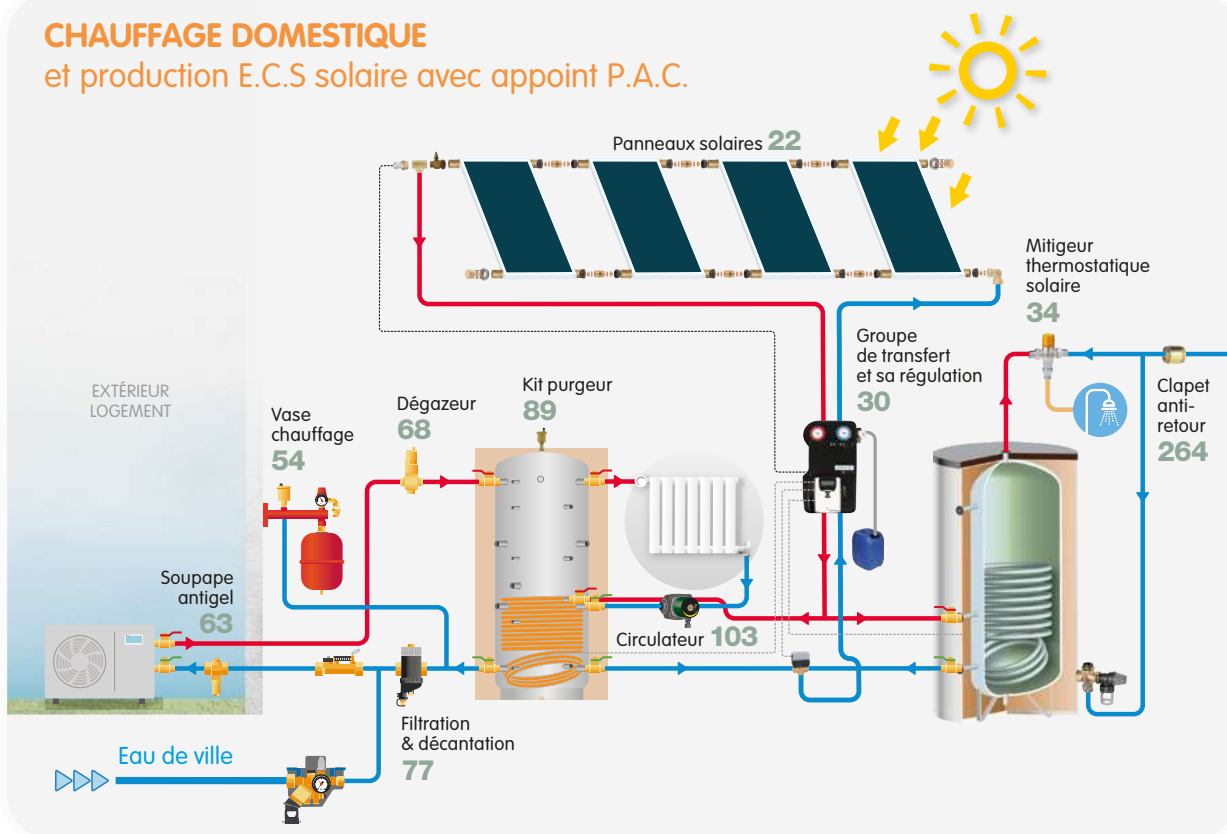 CHAUFFAGE DOMESTIQUE
et production E.C.S solaire avec appoint P.A.C.
Panneaux solaires 22
Mitigeur
thermostatique
solaire
34
EXTÉRIEUR
LOGEMENT
Vase
chauffage
54
Dégazeur
68
Kit purgeur
89
Groupe
de transfert
et sa régulation
30
Clapet
anti-
retour
264
Soupape
antigel
63
Circulateur 103
Filtration
& décantation
77
Eau de ville